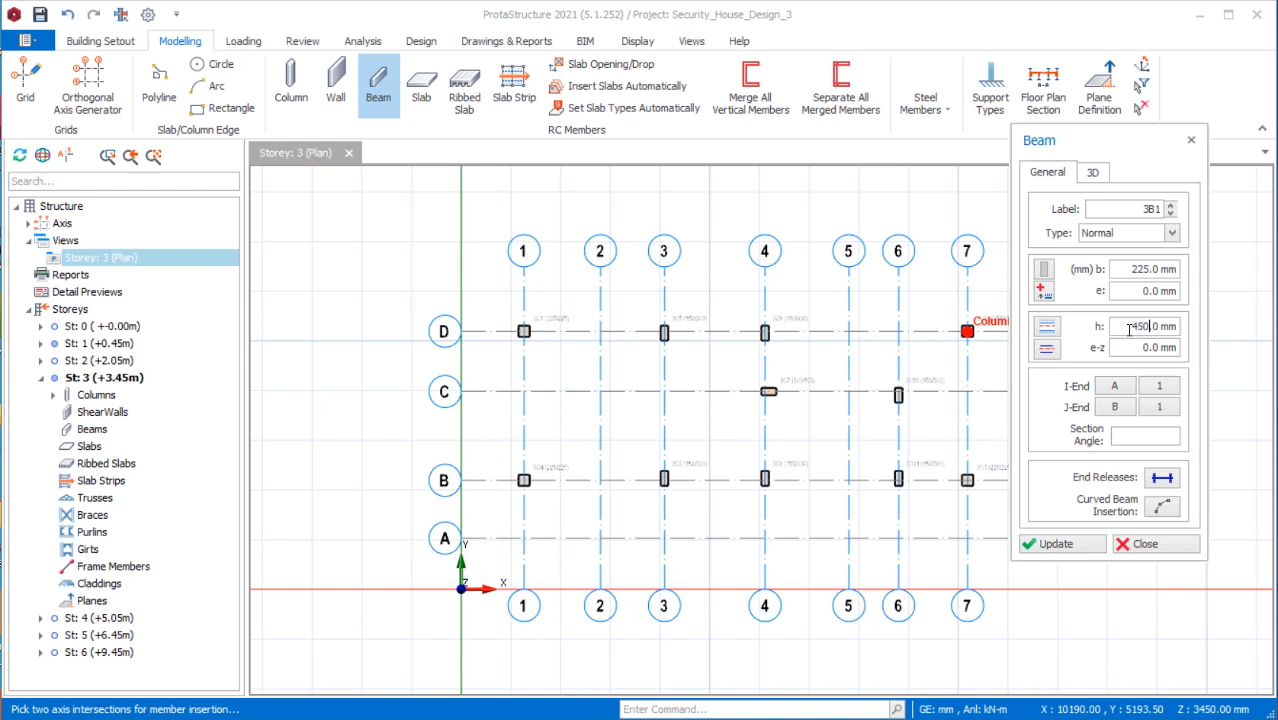 ProtaStructure 2021 (5.1.252) / Project: Security_House_Design_3
Building Setout Modelling Loading Review Analysis Design Drawings & Reports BIM Display Views Help
Grid
Orthogonal Axis Generator
Grids
Polyline
Circle
Arc
Rectangle
Slab/Column Edge
Column
Wall
Beam
Slab
Ribbed Slab
Slab Strip
Slab Opening/Drop
Insert Slabs Automatically
Set Slab Types Automatically
RC Members
Merge All Vertical Members
Separate All Merged Members
Steel Members
Support Types
Floor Plan Section
Plane Definition
Search...
Structure
Axis
Views
Storey: 3 (Plan)
Reports
Detail Previews
Storeys
St: 0 ( +-0.00m)
St: 1 (+0.45m)
St: 2 (+2.05m)
St: 3 (+3.45m)
Columns
ShearWalls
Beams
Slabs
Ribbed Slabs
Slab Strips
Trusses
Braces
Purlins
Girts
Frame Members
Claddings
Planes
St: 4 (+5.05m)
St: 5 (+6.45m)
St: 6 (+9.45m)
Storey: 3 (Plan)
1 2 3 4 5 6 7
D
C
B
A
Y
Z
X
1 2 3 4 5 6 7
Beam
General 3D
Label: 3B1
Type: Normal
(mm) b: 225.0 mm
e: 0.0 mm
h: 450.0 mm
e-z 0.0 mm
I-End A 1
J-End B 1
Section Angle:
End Releases:
Curved Beam Insertion:
Update Close
Pick two axis intersections for member insertion...
Enter Command...
GE: mm , Anl: kN-m
X : 10190.00 Y : 5193.50 Z : 3450.00 mm